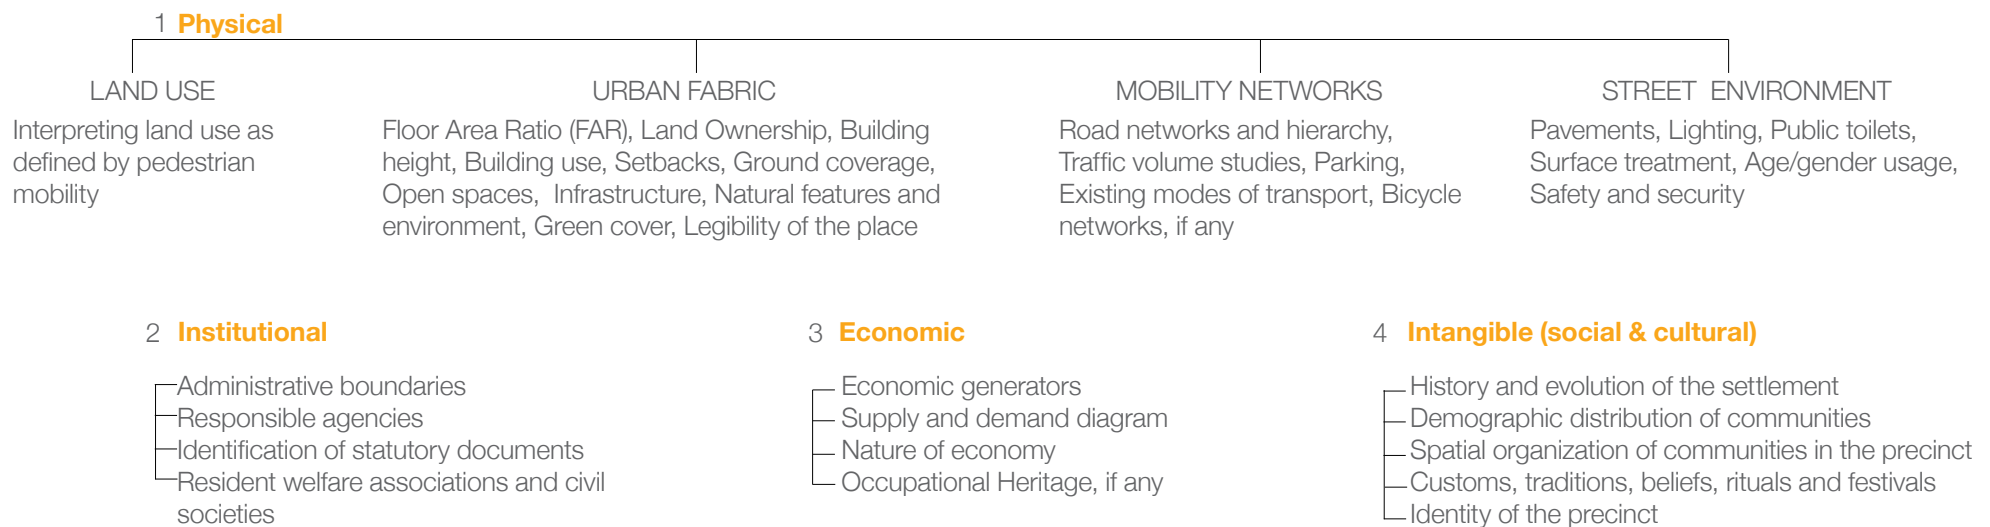 1 Physical
LAND USE
Interpreting land use as
defined by pedestrian
mobility
URBAN FABRIC
Floor Area Ratio (FAR), Land Ownership, Building
height, Building use, Setbacks, Ground coverage,
Open spaces, Infrastructure, Natural features and
environment, Green cover, Legibility of the place
MOBILITY NETWORKS
Road networks and hierarchy,
Traffic volume studies, Parking,
Existing modes of transport, Bicycle
networks, if any
STREET ENVIRONMENT
Pavements, Lighting, Public toilets,
Surface treatment, Age/gender usage,
Safety and security
2 Institutional
Administrative boundaries
Responsible agencies
Identification of statutory documents
Resident welfare associations and civil
societies
3 Economic
Economic generators
Supply and demand diagram
Nature of economy
Occupational Heritage, if any
4 Intangible (social & cultural)
History and evolution of the settlement
Demographic distribution of communities
Spatial organization of communities in the precinct
Customs, traditions, beliefs, rituals and festivals
Identity of the precinct